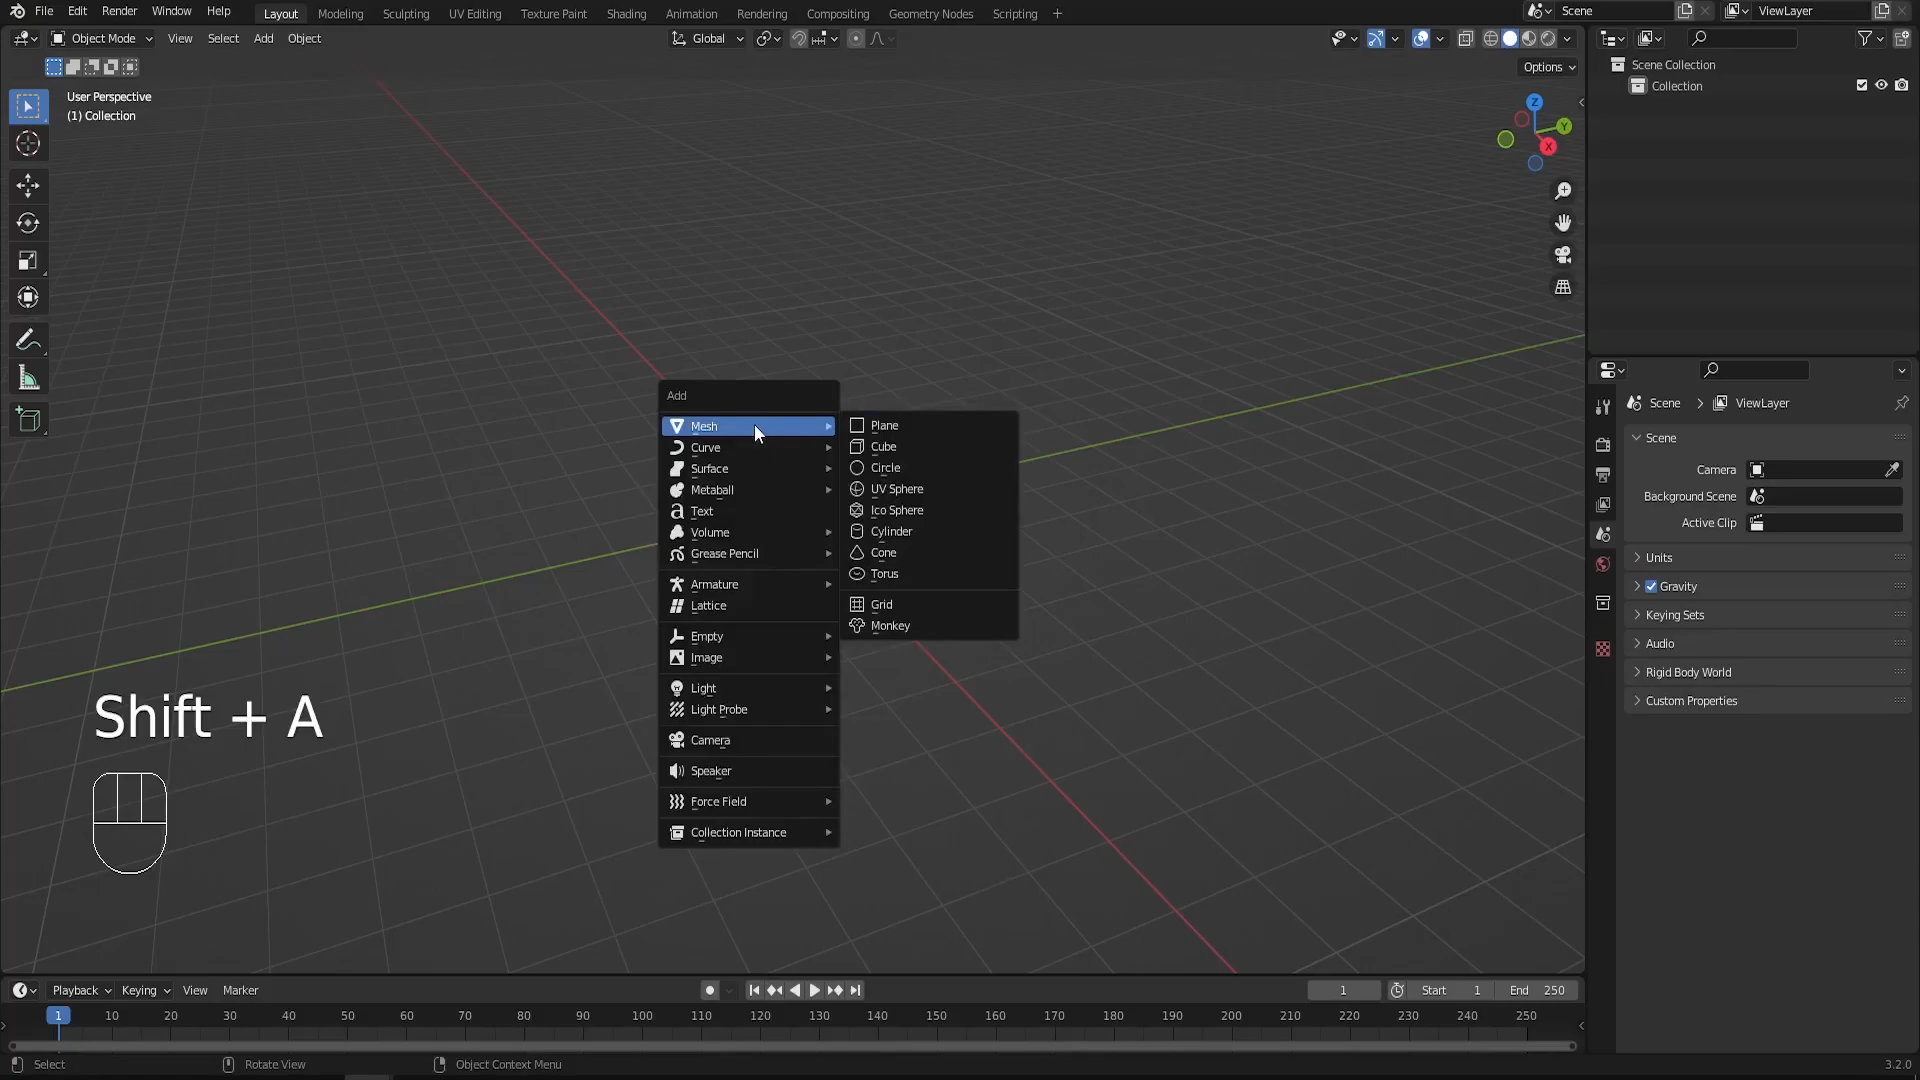 File Edit Render Window Help Layout Modeling Sculpting UV Editing Texture Paint Shading Animation Rendering Compositing Geometry Nodes Scripting + Scene ViewLayer
Object Mode View Select Add Object Global
Options
User Perspective
(1) Collection
Z
Y
X
Scene Collection
Collection
Scene > ViewLayer
Scene
Camera
Background Scene
Active Clip
Units
Gravity
Keying Sets
Audio
Rigid Body World
Custom Properties
Add
Mesh
Curve
Surface
Metaball
Text
Volume
Grease Pencil
Armature
Lattice
Empty
Image
Light
Light Probe
Camera
Speaker
Force Field
Collection Instance
Plane
Cube
Circle
UV Sphere
Ico Sphere
Cylinder
Cone
Torus
Grid
Monkey
Shift + A
Playback Keying View Marker 1 Start 1 End 250
1 10 20 30 40 50 60 70 80 90 100 110 120 130 140 150 160 170 180 190 200 210 220 230 240 250
Select Rotate View Object Context Menu 3.2.0